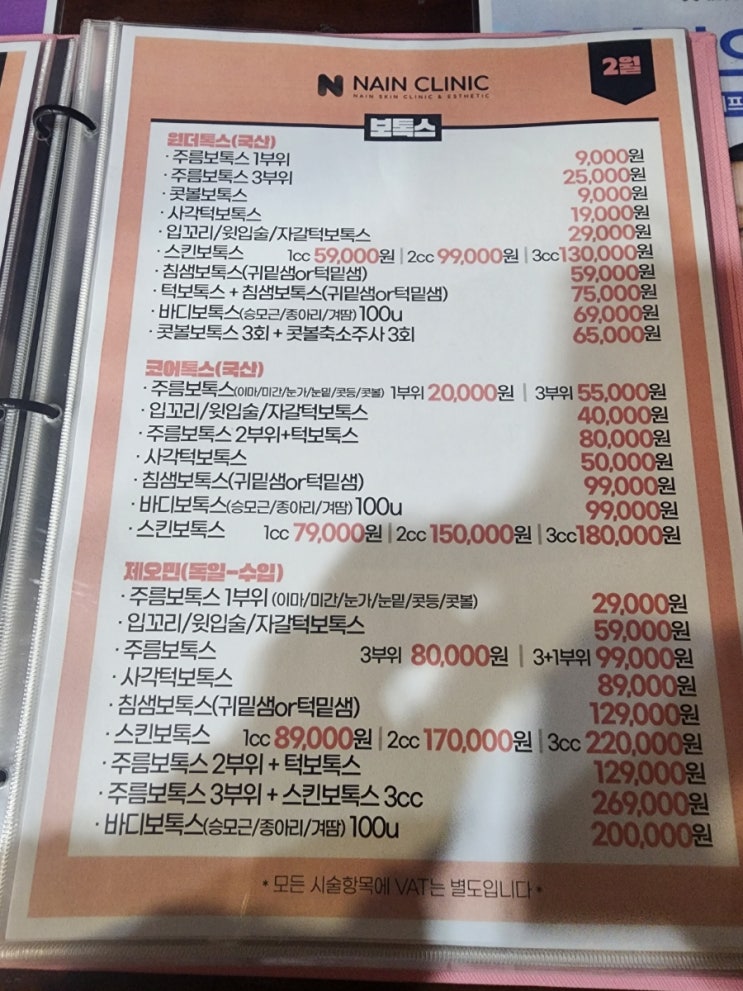 NAIN CLINIC
NAIN SKIN CLINIC & ESTHETIC
2월
보톡스
원더톡스(국산)
· 주름보톡스 1부위 9,000원
· 주름보톡스 3부위 25,000원
· 콧볼보톡스 9,000원
· 사각턱보톡스 19,000원
· 입꼬리/윗입술/자갈턱보톡스 29,000원
· 스킨보톡스 1cc 59,000원 | 2cc 99,000원 | 3cc 130,000원
· 침샘보톡스(귀밑샘or턱밑샘) 59,000원
· 턱보톡스 + 침샘보톡스(귀밑샘or턱밑샘) 75,000원
· 바디보톡스(승모근/종아리/겨땀) 100u 69,000원
· 콧볼보톡스 3회 + 콧볼축소주사 3회 65,000원
코어톡스(국산)
· 주름보톡스(이마/미간/눈가/눈밑/콧등/콧볼) 1부위 20,000원 | 3부위 55,000원
· 입꼬리/윗입술/자갈턱보톡스 40,000원
· 주름보톡스 2부위+턱보톡스 80,000원
· 사각턱보톡스 50,000원
· 침샘보톡스(귀밑샘or턱밑샘) 99,000원
· 바디보톡스(승모근/종아리/겨땀) 100u 99,000원
· 스킨보톡스 1cc 79,000원 | 2cc 150,000원 | 3cc 180,000원
제오민(독일-수입)
· 주름보톡스 1부위 (이마/미간/눈가/눈밑/콧등/콧볼) 29,000원
· 입꼬리/윗입술/자갈턱보톡스 59,000원
· 주름보톡스 3부위 80,000원 | 3+1부위 99,000원
· 사각턱보톡스 89,000원
· 침샘보톡스(귀밑샘or턱밑샘) 129,000원
· 스킨보톡스 1cc 89,000원 | 2cc 170,000원 | 3cc 220,000원
· 주름보톡스 2부위 + 턱보톡스 129,000원
· 주름보톡스 3부위 + 스킨보톡스 3cc 269,000원
· 바디보톡스(승모근/종아리/겨땀) 100u 200,000원
* 모든 시술항목에 VAT는 별도입니다 *